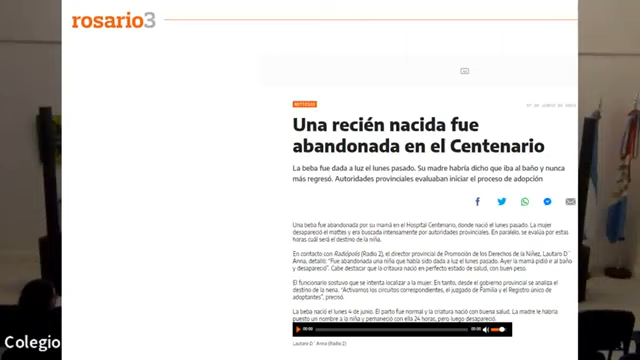 rosario3
NOTICIAS
Una recién nacida fue
abandonada en el Centenario
La beba fue dada a luz el lunes pasado. Su madre habría dicho que iba al baño y nunca
más regresó. Autoridades provinciales evaluaban iniciar el proceso de adopción
Una beba fue abandonada por su mamá en el Hospital Centenario, donde nació el lunes pasado. La mujer
desapareció el martes y era buscada intensamente por autoridades provinciales. En paralelo, se evalúa por estas
horas cuál será el destino de la niña.
En contacto con Radiópolis (Radio 2), el director provincial de Promoción de los Derechos de la Niñez, Lautaro D´
Anna, detalló: "Fue abandonada una niña que había sido dada a luz el lunes pasado. Ayer la mamá pidió ir al baño
y desapareció". Cabe destacar que la criatura nació en perfecto estado de salud, con buen peso.
El funcionario sostuvo que se intenta localizar a la mujer. En tanto, desde el gobierno provincial se analiza el
destino de la nena. "Activamos los circuitos correspondientes, el juzgado de Familia y el Registro único de
adoptantes", precisó.
La beba nació el lunes 4 de junio. El parto fue normal y la criatura nació con buena salud. La madre le habría
puesto un nombre a la niña y permaneció con ella 24 horas, pero luego desapareció.
00:00 00:00
Lautaro D´Anna (Radio 2)
Colegio